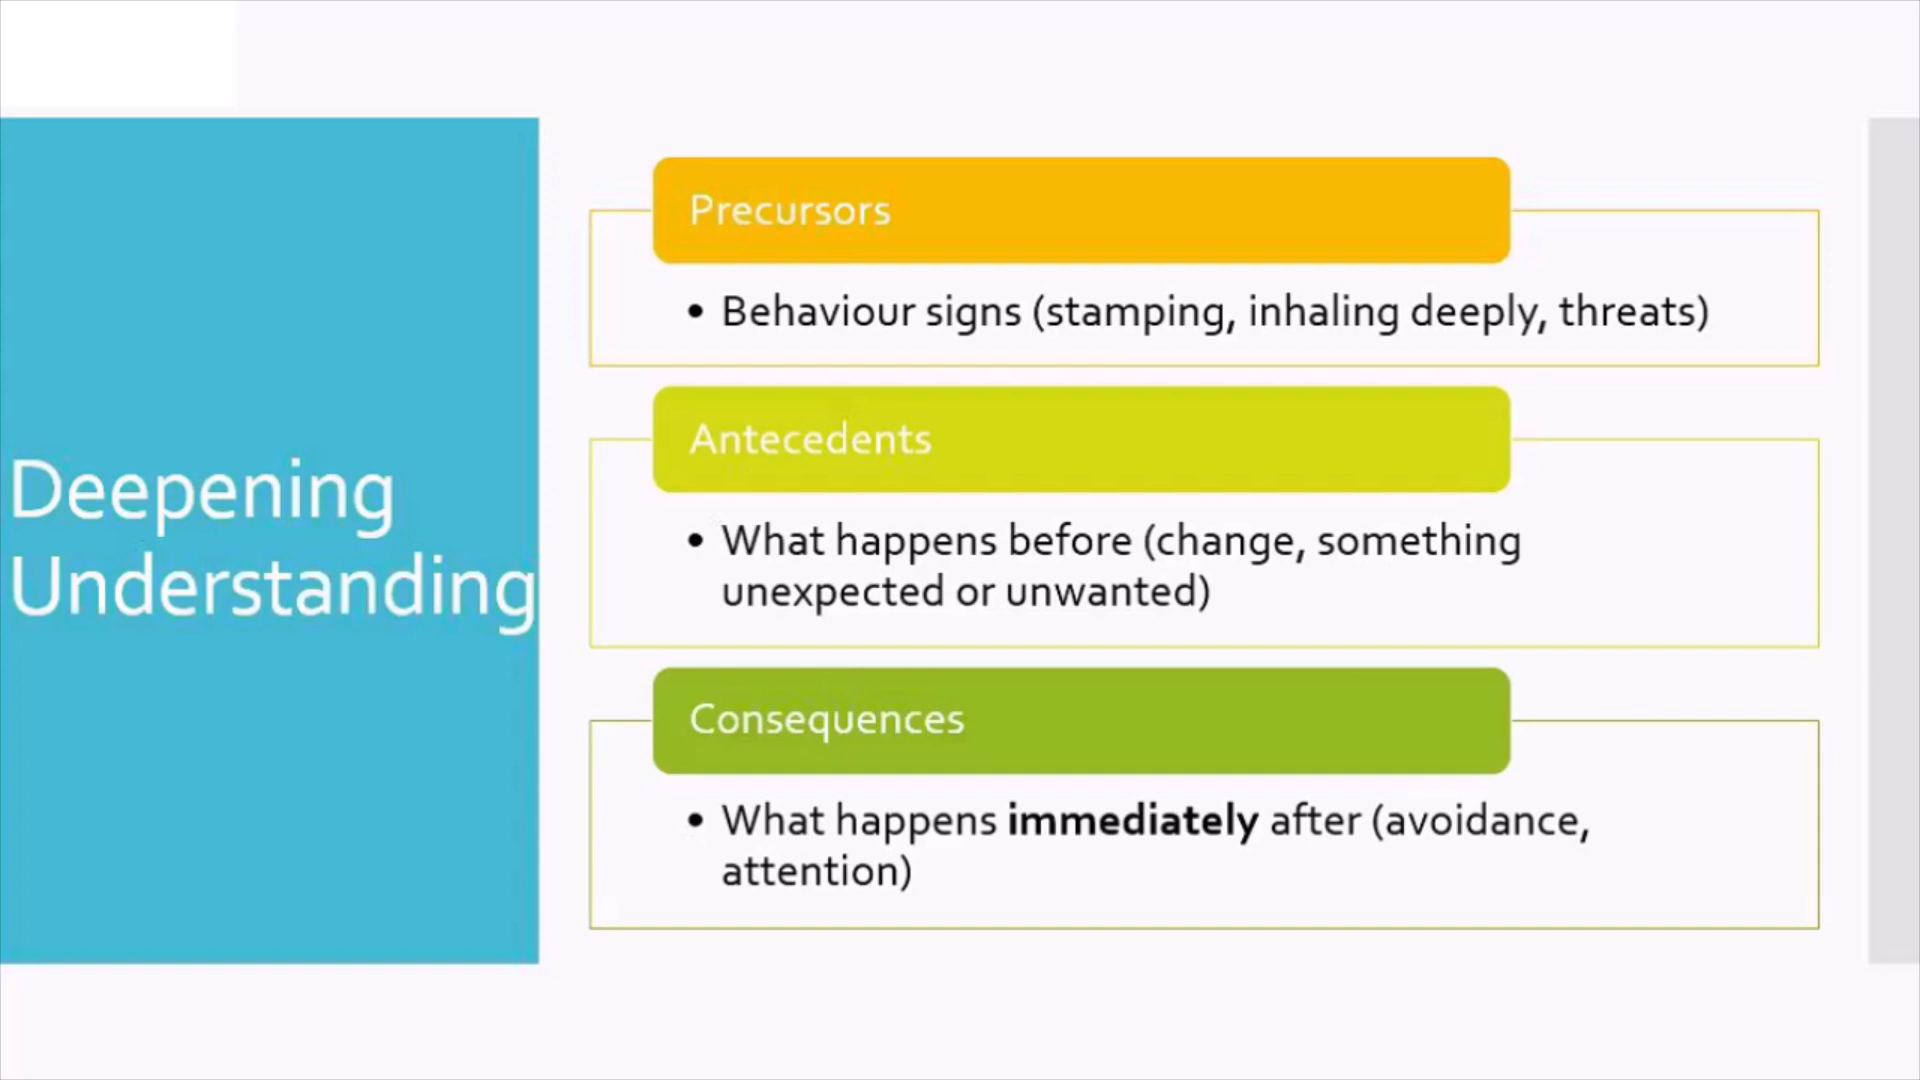 Deepening
Understanding
Precursors
• Behaviour signs (stamping, inhaling deeply, threats)
Antecedents
• What happens before (change, something
unexpected or unwanted)
Consequences
• What happens immediately after (avoidance,
attention)